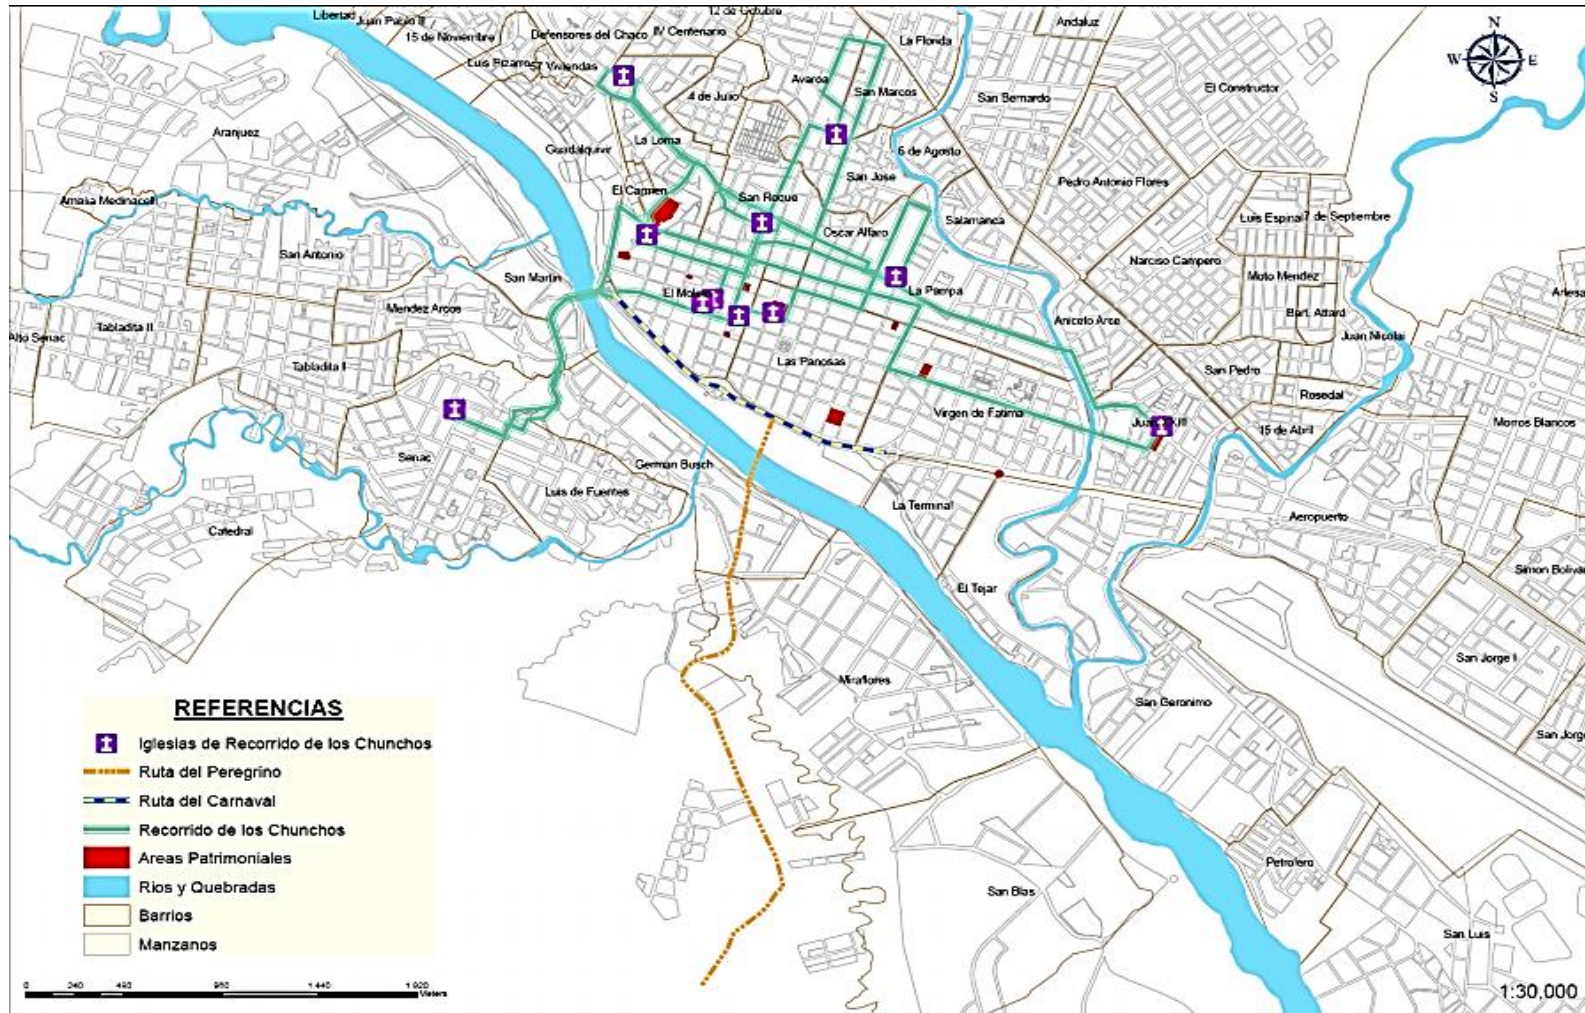 Libertad
Juan Pablo II
15 de Noviembre
Luis Pizarro
57 Viviendas
Defensores del Chaco
IV Centenario
12 de Octubre
La Florida
Andaluz
N
W E
S
Avaroa
San Marcos
4 de Julio
San Bernardo
El Constructor
Aranjuez
Guadalquivir
La Loma
6 de Agosto
San Jose
Pedro Antonio Flores
El Carmen
San Roque
Amalia Medinaceli
Salamanca
Luis Espinal
7 de Septiembre
Oscar Alfaro
San Antonio
Narciso Campero
San Martin
Moto Mendez
El Molino
La Pampa
Mendez Arcos
Bart. Attard
Aniceto Arce
Tabladita II
Alto Senac
Juan Nicolai
Las Panosas
Tabladita I
San Pedro
Rosedal
Virgen de Fatima
Juan XXIII
15 de Abril
Morros Blancos
Senac
German Busch
Luis de Fuentes
La Terminal
Aeropuerto
Catedral
Simon Boliva
El Tejar
San Jorge I
Miraflores
San Geronimo
San Jorge
Petrolero
San Blas
San Luis
REFERENCIAS
Iglesias de Recorrido de los Chunchos
Ruta del Peregrino
Ruta del Carnaval
Recorrido de los Chunchos
Areas Patrimoniales
Rios y Quebradas
Barrios
Manzanos
0 240 480 960 1 440 1 920
Meters
1:30,000